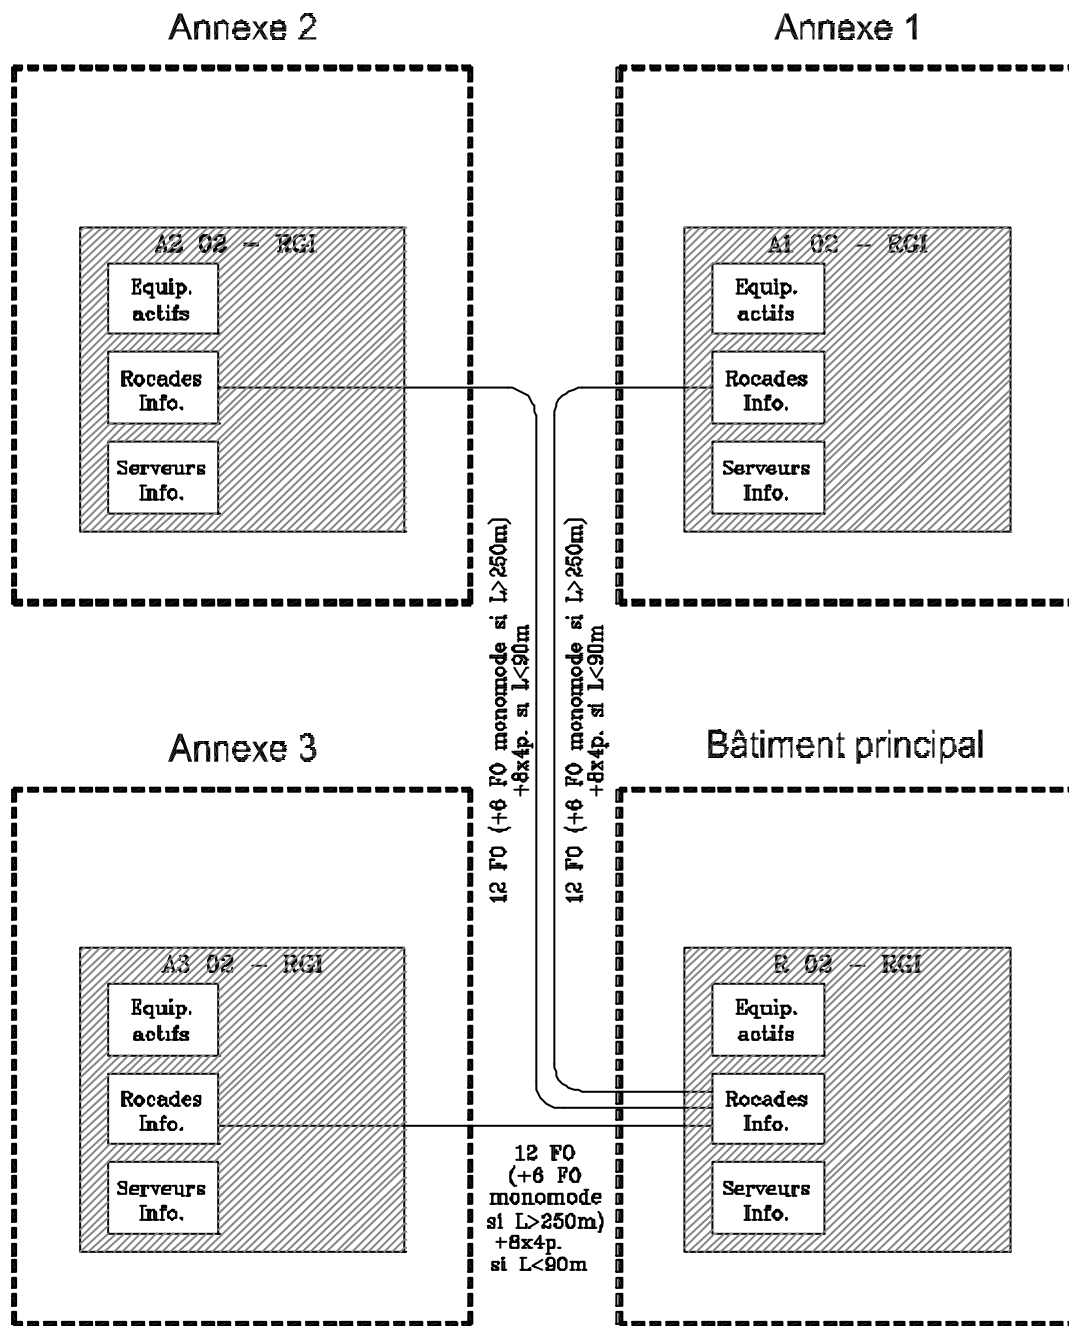 Annexe 2
Annexe 1
A2 02 - RGI
Equip.
actifs
Rocades
Info.
Serveurs
Info.
A1 02 - RGI
Equip.
actifs
Rocades
Info.
Serveurs
Info.
12 FO (+6 FO monomode si L>250m)
+8x4p. si L<90m
12 FO (+6 FO monomode si L>250m)
+8x4p. si L<90m
Annexe 3
Bâtiment principal
A3 02 - RGI
Equip.
actifs
Rocades
Info.
Serveurs
Info.
R 02 - RGI
Equip.
actifs
Rocades
Info.
Serveurs
Info.
12 FO
(+6 FO
monomode
si L>250m)
+8x4p.
si L<90m